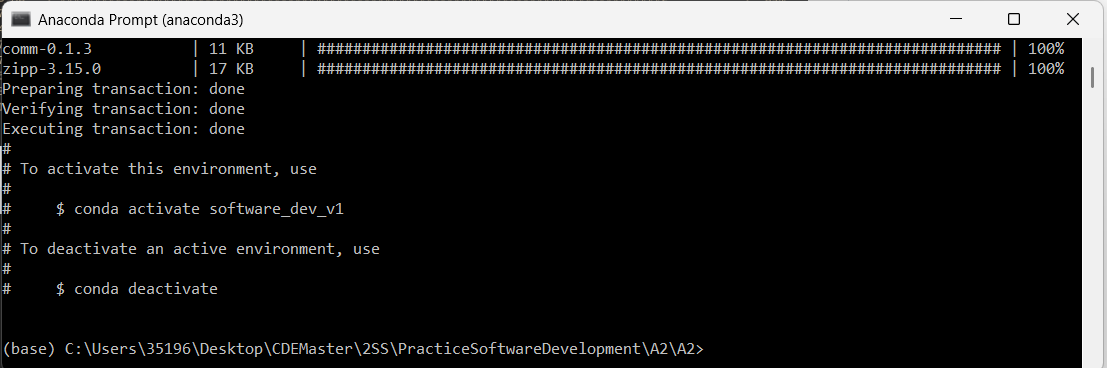 Anaconda Prompt (anaconda3)
comm-0.1.3           | 11 KB     | ############################################################################ | 100%
zipp-3.15.0          | 17 KB     | ############################################################################ | 100%
Preparing transaction: done
Verifying transaction: done
Executing transaction: done
#
# To activate this environment, use
#
#     $ conda activate software_dev_v1
#
# To deactivate an active environment, use
#
#     $ conda deactivate
(base) C:\Users\35196\Desktop\CDEMaster\2SS\PracticeSoftwareDevelopment\A2\A2>